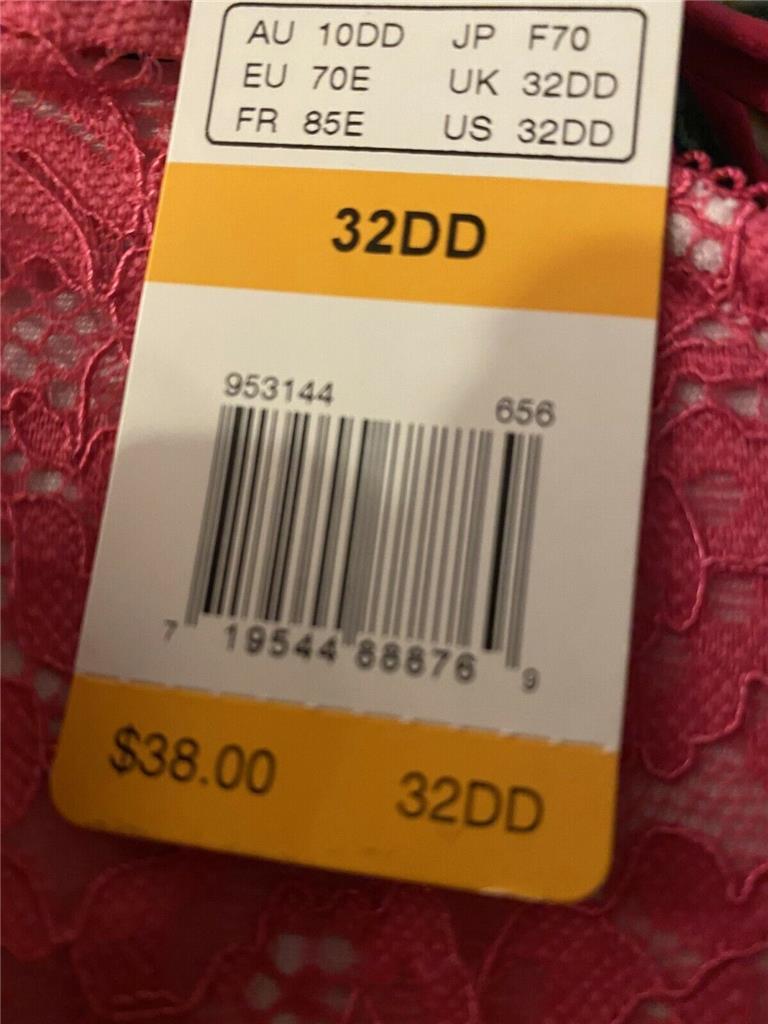 AU 10DD JP F70
EU 70E UK 32DD
FR 85E US 32DD
32DD
953144 656
7 19544 88876 9
$38.00 32DD